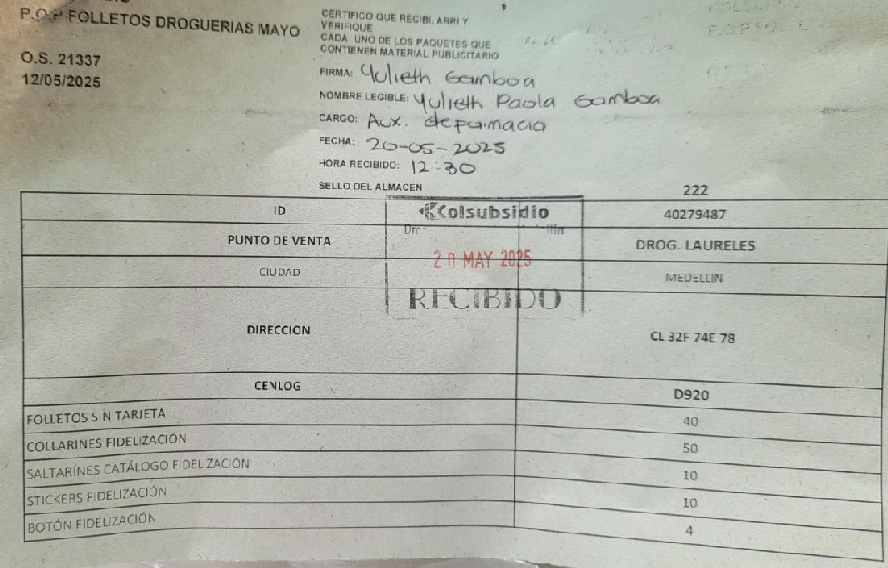 P.O.P FOLLETOS DROGUERIAS MAYO
O.S. 21337
12/05/2025
CERTIFICO QUE RECIBI, ABRI Y
VERIFIQUE
CADA UNO DE LOS PAQUETES QUE
CONTIENEN MATERIAL PUBLICITARIO
FIRMA: Yulieth Gamboa
NOMBRE LEGIBLE: Yulieth Paola Gamboa
CARGO: Aux. de farmacia
FECHA: 20-05-2025
HORA RECIBIDO: 12:30
SELLO DEL ALMACEN
222
ID 40279487
Colsubsidio
PUNTO DE VENTA DROG. LAURELES
20 MAY 2025
CIUDAD MEDELLIN
RECIBIDO
DIRECCION CL 32F 74E 78
CENLOG D920
FOLLETOS SIN TARJETA 40
COLLARINES FIDELIZACIÓN 50
SALTARINES CATÁLOGO FIDELIZACIÓN 10
STICKERS FIDELIZACIÓN 10
BOTÓN FIDELIZACIÓN 4